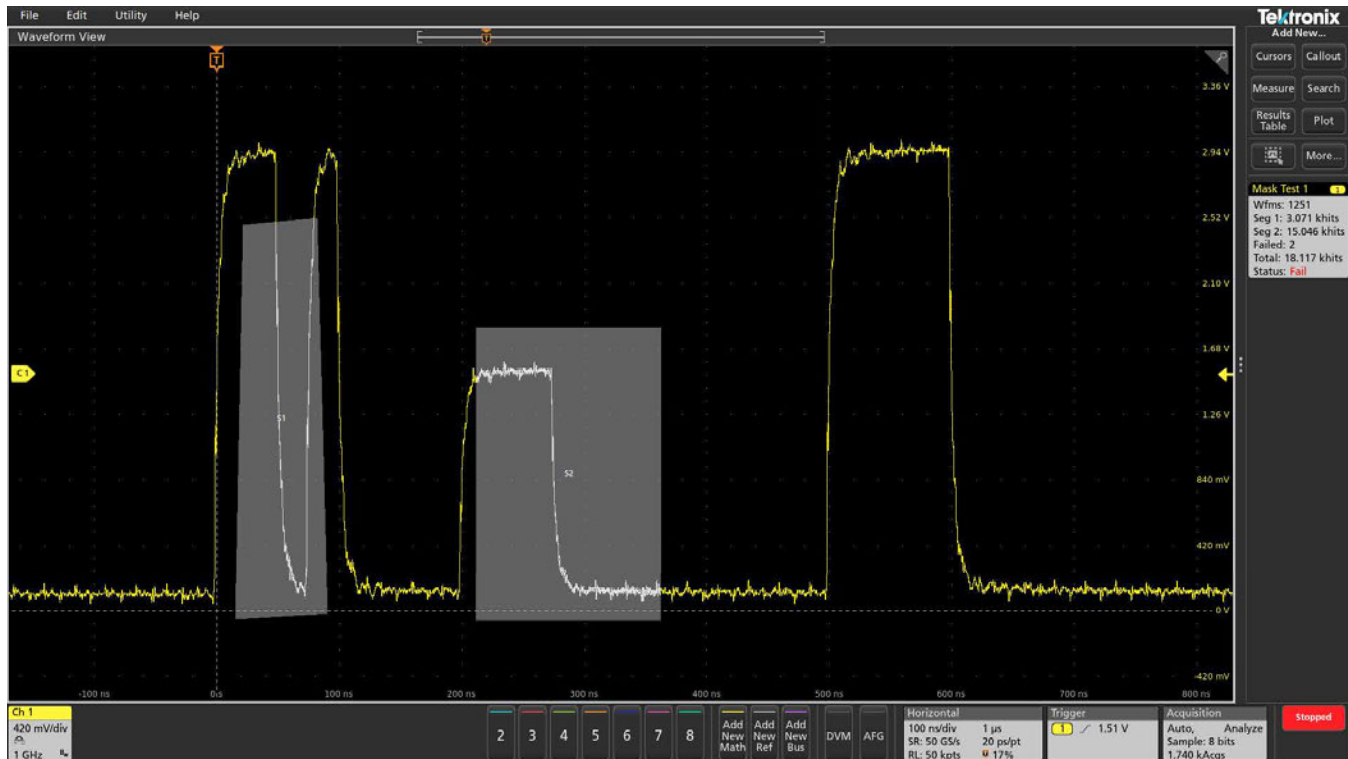 File Edit Utility Help
Tektronix
Waveform View
Add New...
T
T
Cursors Callout
Measure Search
Results Table Plot
More...
Mask Test 1 1
Wfms: 1251
Seg 1: 3.071 khits
Seg 2: 15.046 khits
Failed: 2
Total: 18.117 khits
Status: Fail
3.36 V
2.94 V
2.52 V
2.10 V
1.68 V
C1
1.26 V
S1
S2
840 mV
420 mV
0 V
-420 mV
-100 ns 0s 100 ns 200 ns 300 ns 400 ns 500 ns 600 ns 700 ns 800 ns
Ch 1
420 mV/div
1 GHz
2 3 4 5 6 7 8
Add New Math
Add New Ref
Add New Bus
DVM AFG
Horizontal
100 ns/div 1 µs
SR: 50 GS/s 20 ps/pt
RL: 50 kpts 17%
Trigger
1 1.51 V
Acquisition
Auto, Analyze
Sample: 8 bits
1.740 kAcqs
Stopped